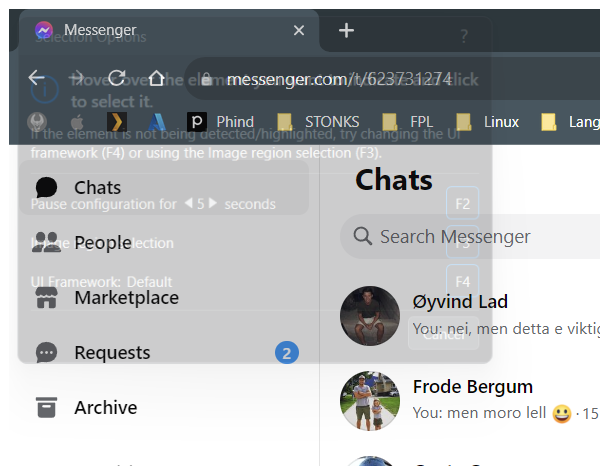 Messenger
Selection Options
?
messenger.com/t/623731274
Hover over the element you want to indicate and click
to select it.
Phind STONKS FPL Linux Lang
If the element is not being detected/highlighted, try changing the UI
framework (F4) or using the Image region selection (F3).
Chats
Chats
Pause configuration for 5 seconds
F2
People
Search Messenger
selection
F3
UI Framework: Default
F4
Marketplace
Øyvind Lad
You: nei, men detta e viktig
Cancel
Requests 2
Frode Bergum
You: men moro lell 😀 · 15
Archive